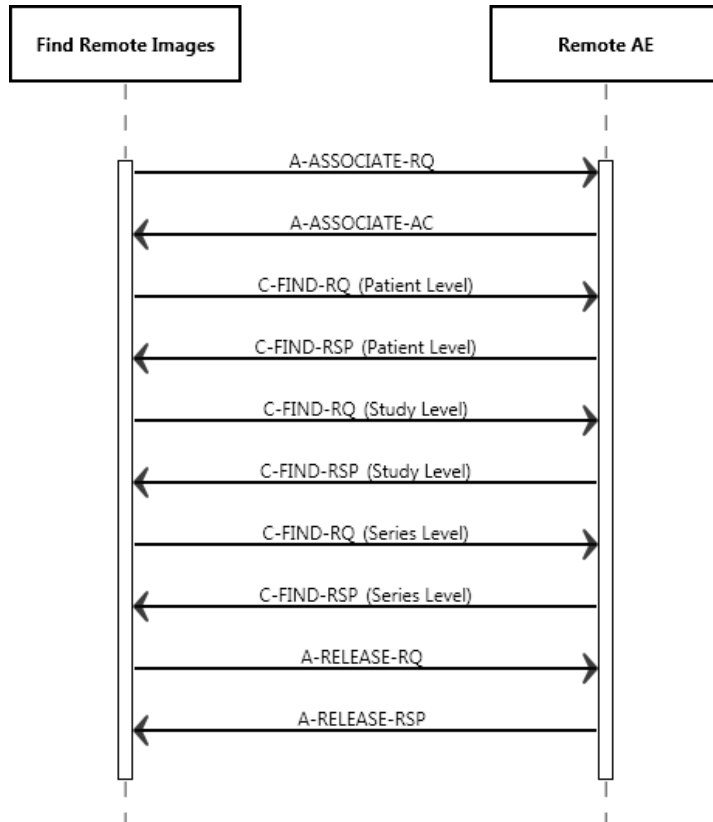 Find Remote Images
Remote AE
A-ASSOCIATE-RQ
A-ASSOCIATE-AC
C-FIND-RQ (Patient Level)
C-FIND-RSP (Patient Level)
C-FIND-RQ (Study Level)
C-FIND-RSP (Study Level)
C-FIND-RQ (Series Level)
C-FIND-RSP (Series Level)
A-RELEASE-RQ
A-RELEASE-RSP